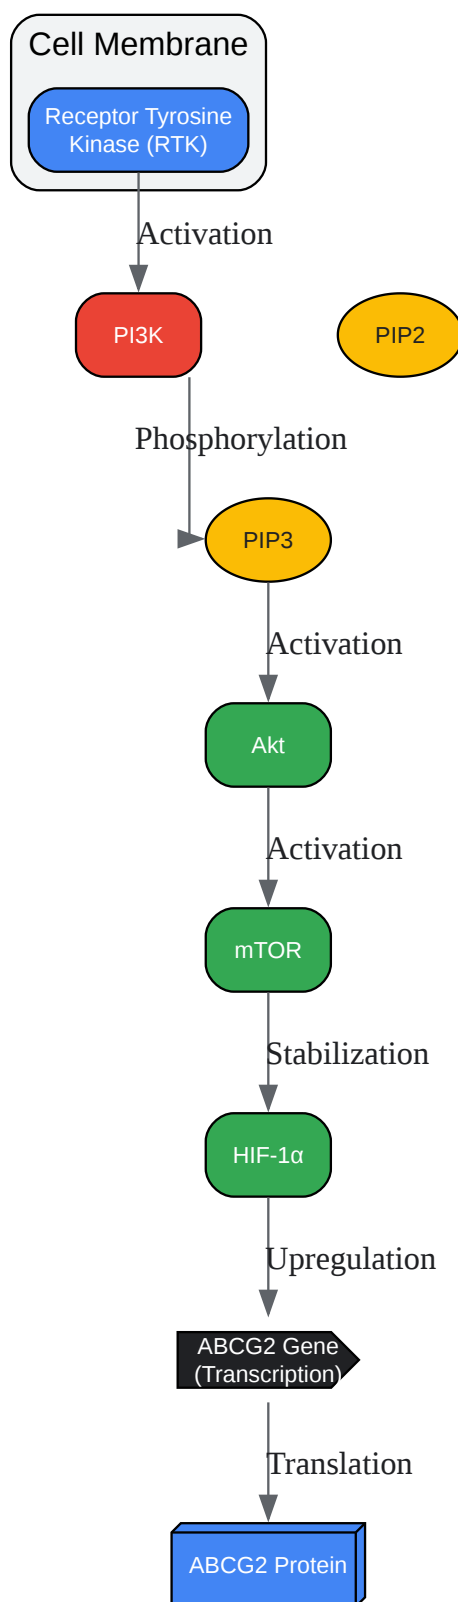 Cell Membrane
Receptor Tyrosine
Kinase (RTK)
Activation
PI3K
PIP2
Phosphorylation
PIP3
Activation
Akt
Activation
mTOR
Stabilization
HIF-1α
Upregulation
ABCG2 Gene
(Transcription)
Translation
ABCG2 Protein